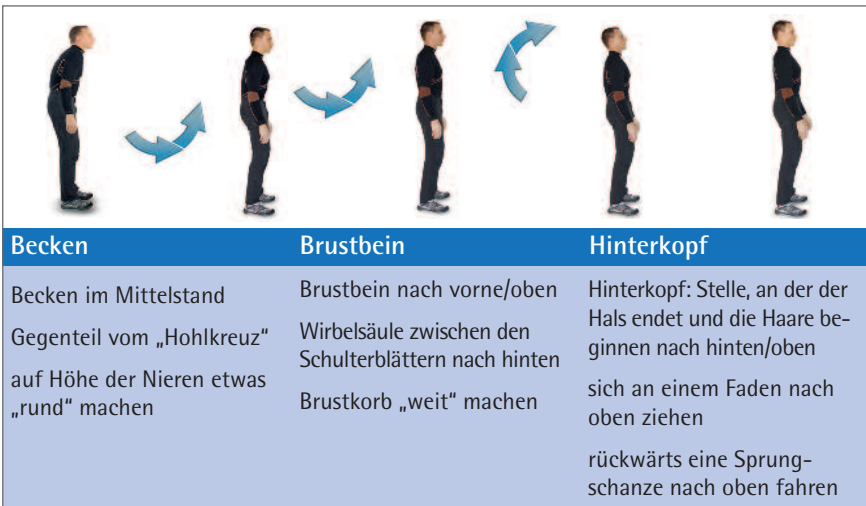 Becken
Becken im Mittelstand
Gegenteil vom „Hohlkreuz"
auf Höhe der Nieren etwas
„rund" machen
Brustbein
Brustbein nach vorne/oben
Wirbelsäule zwischen den
Schulterblättern nach hinten
Brustkorb „weit" machen
Hinterkopf
Hinterkopf: Stelle, an der der
Hals endet und die Haare be-
ginnen nach hinten/oben
sich an einem Faden nach
oben ziehen
rückwärts eine Sprung-
schanze nach oben fahren